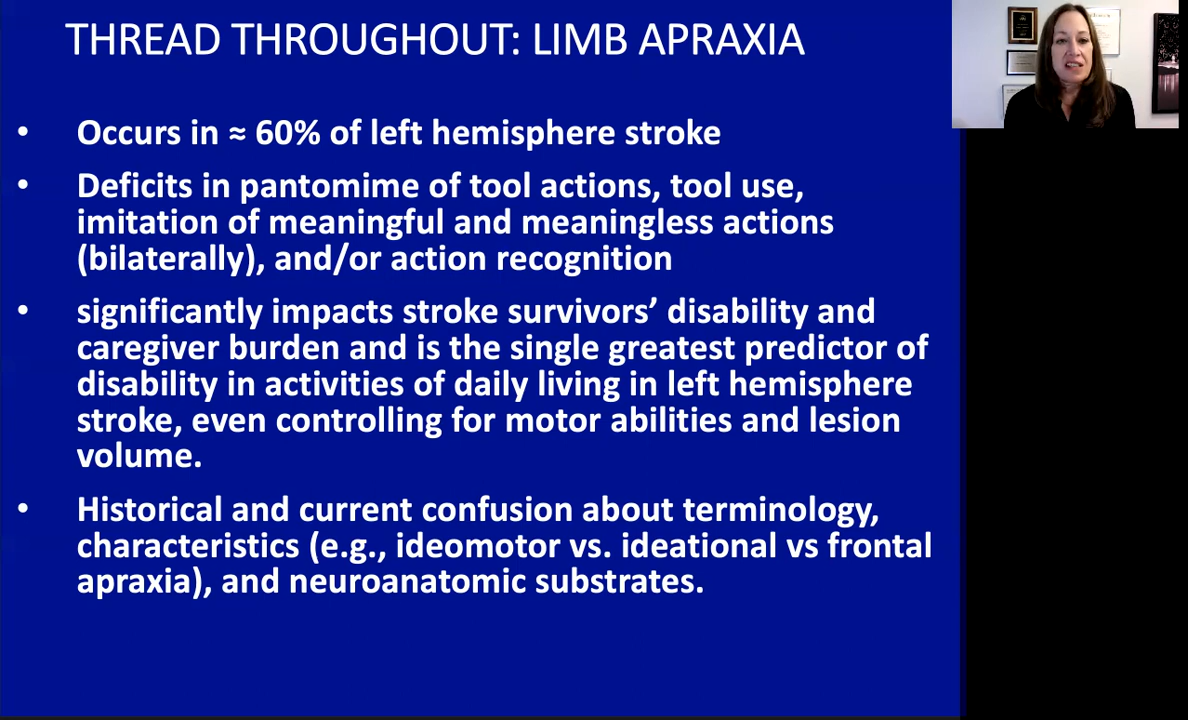 THREAD THROUGHOUT: LIMB APRAXIA
• Occurs in ≈ 60% of left hemisphere stroke
• Deficits in pantomime of tool actions, tool use,
imitation of meaningful and meaningless actions
(bilaterally), and/or action recognition
• significantly impacts stroke survivors’ disability and
caregiver burden and is the single greatest predictor of
disability in activities of daily living in left hemisphere
stroke, even controlling for motor abilities and lesion
volume.
• Historical and current confusion about terminology,
characteristics (e.g., ideomotor vs. ideational vs frontal
apraxia), and neuroanatomic substrates.